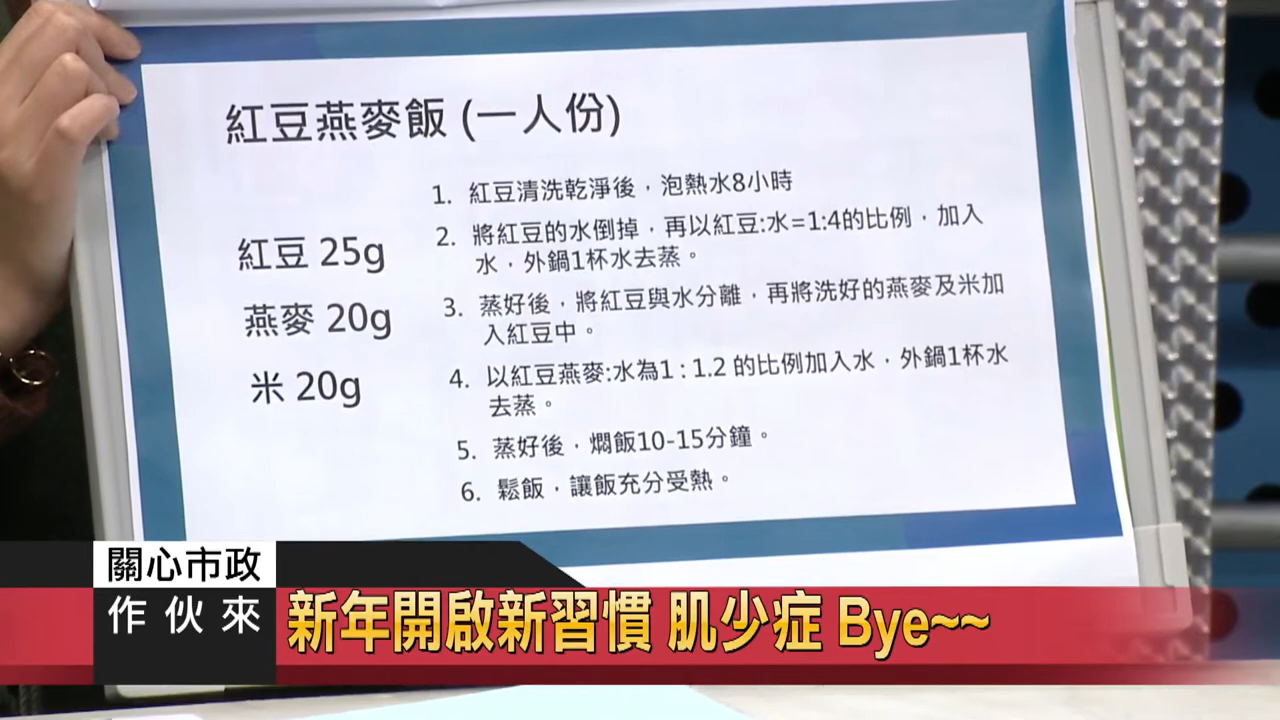 紅豆燕麥飯 (一人份)
紅豆 25g
燕麥 20g
米 20g
1. 紅豆清洗乾淨後，泡熱水8小時
2. 將紅豆的水倒掉，再以紅豆:水=1:4的比例，加入
水，外鍋1杯水去蒸。
3. 蒸好後，將紅豆與水分離，再將洗好的燕麥及米加
入紅豆中。
4. 以紅豆燕麥:水為1 : 1.2 的比例加入水，外鍋1杯水
去蒸。
5. 蒸好後，燜飯10-15分鐘。
6. 鬆飯，讓飯充分受熱。
關心市政
作伙來
新年開啟新習慣 肌少症 Bye~~